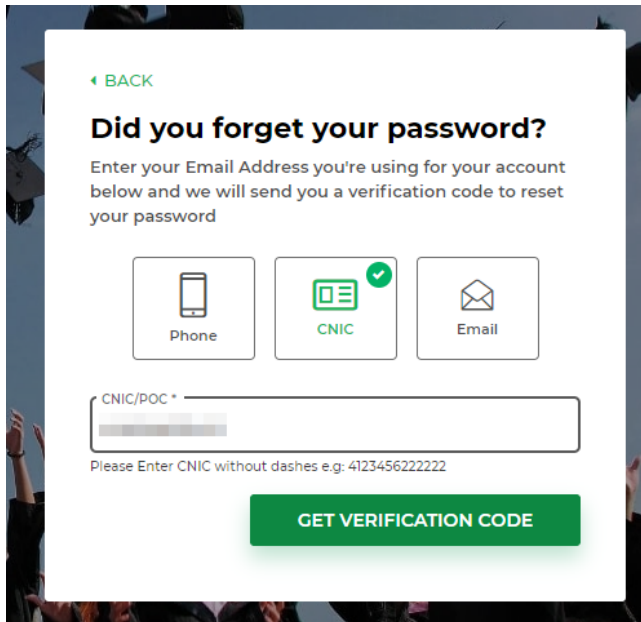 BACK
Did you forget your password?
Enter your Email Address you're using for your account
below and we will send you a verification code to reset
your password
Phone
CNIC
Email
CNIC/POC *
Please Enter CNIC without dashes e.g: 4123456222222
GET VERIFICATION CODE